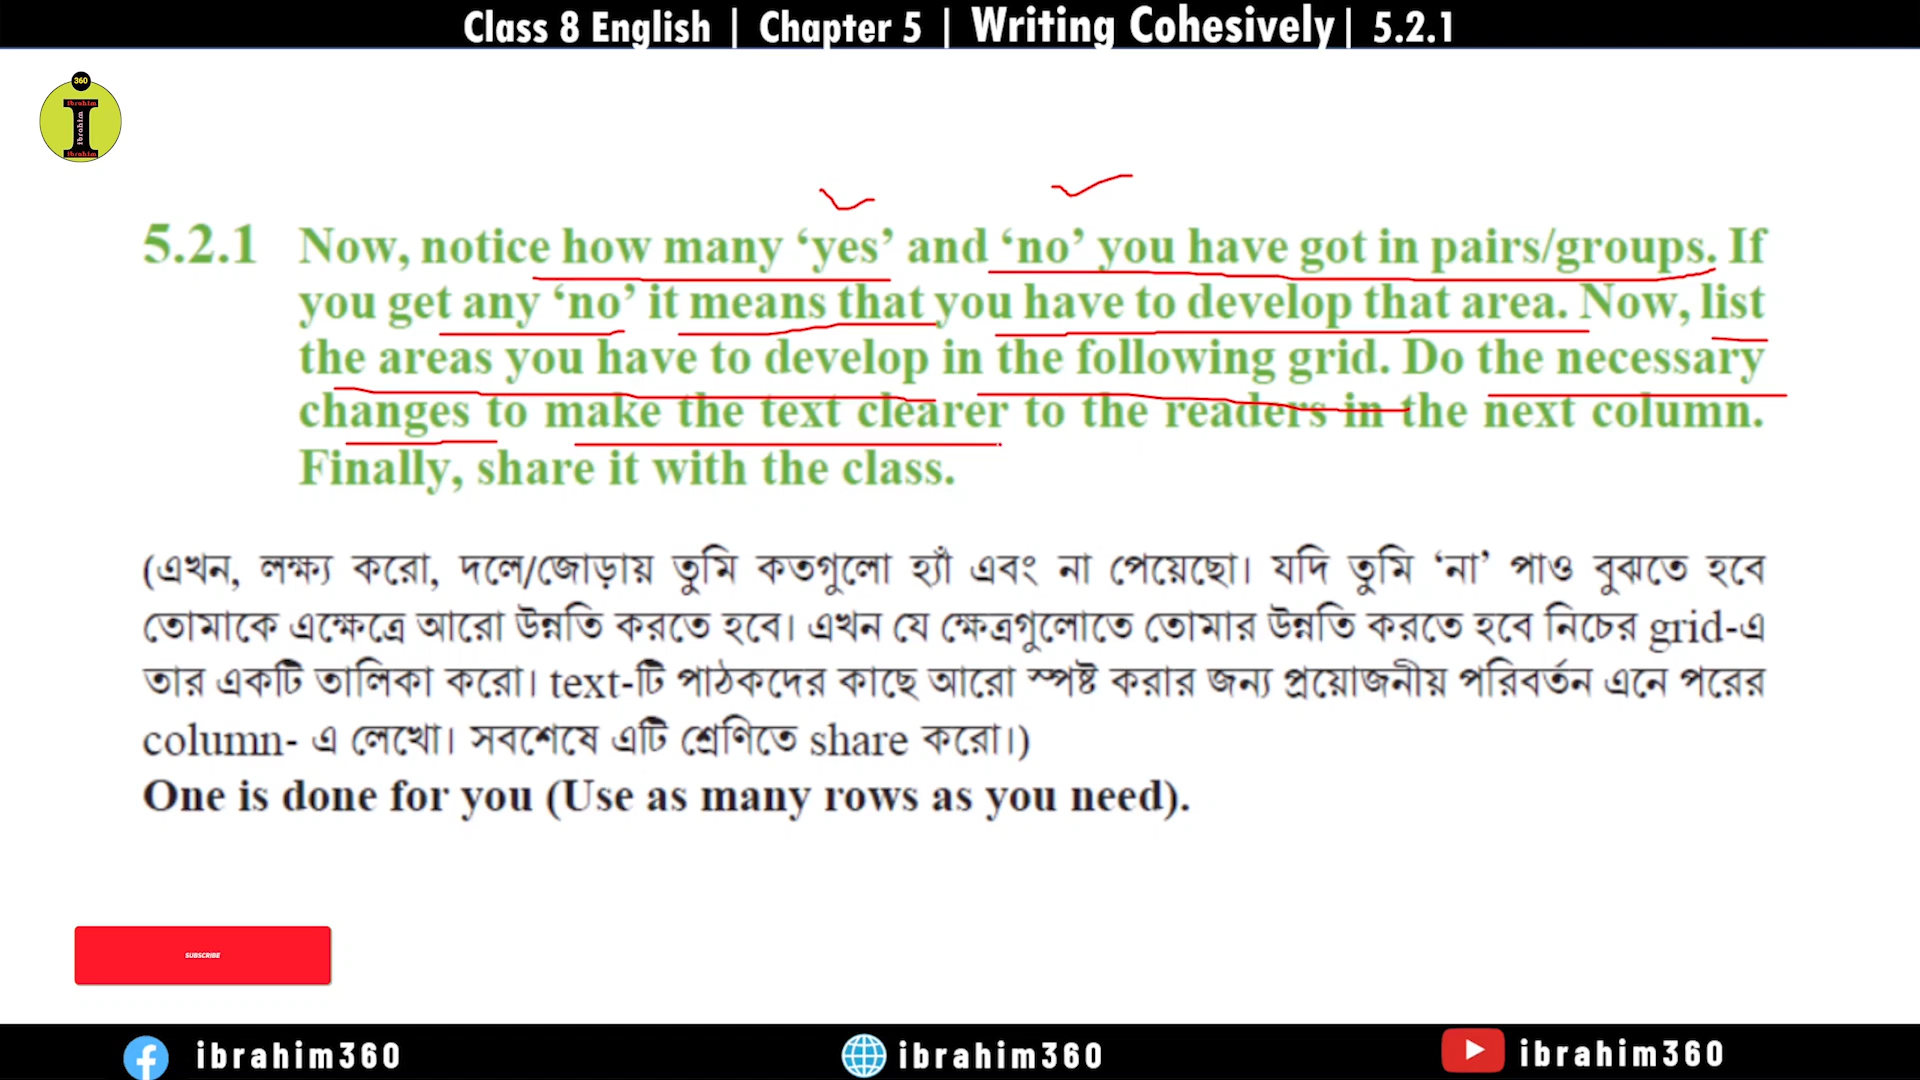 Class 8 English | Chapter 5 | Writing Cohesively| 5.2.1
360
ibrahim
ibrahim
ibrahim
5.2.1 Now, notice how many ‘yes’ and ‘no’ you have got in pairs/groups. If
you get any ‘no’ it means that you have to develop that area. Now, list
the areas you have to develop in the following grid. Do the necessary
changes to make the text clearer to the readers in the next column.
Finally, share it with the class.
(এখন, লক্ষ্য করো, দলে/জোড়ায় তুমি কতগুলো হ্যাঁ এবং না পেয়েছো। যদি তুমি ‘না’ পাও বুঝতে হবে
তোমাকে এক্ষেত্রে আরো উন্নতি করতে হবে। এখন যে ক্ষেত্রগুলোতে তোমার উন্নতি করতে হবে নিচের grid-এ
তার একটি তালিকা করো। text-টি পাঠকদের কাছে আরো স্পষ্ট করার জন্য প্রয়োজনীয় পরিবর্তন এনে পরের
column- এ লেখো। সবশেষে এটি শ্রেণিতে share করো।)
One is done for you (Use as many rows as you need).
SUBSCRIBE
ibrahim360
ibrahim360
ibrahim360